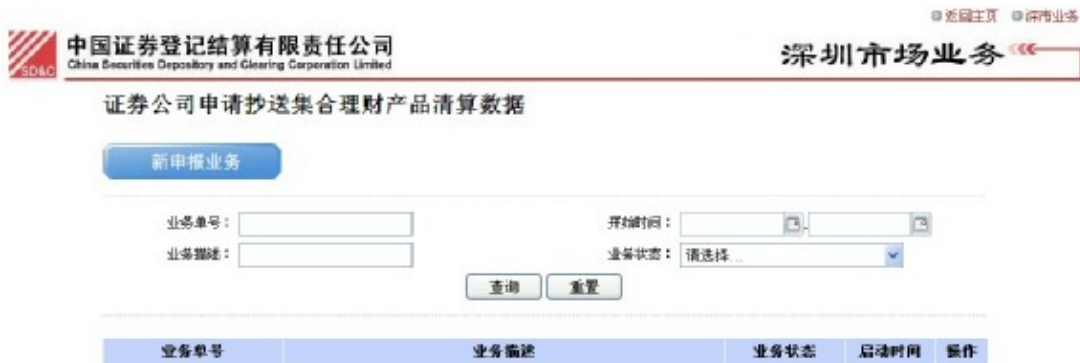 返回主页 深市业务
中国证券登记结算有限责任公司
China Securities Depository and Clearing Corporation Limited
SD&C
深圳市场业务
证券公司申请抄送集合理财产品清算数据
新申报业务
业务单号： 开始时间： -
业务描述： 业务状态： 请选择...
查询 重置
业务单号 业务描述 业务状态 启动时间 操作